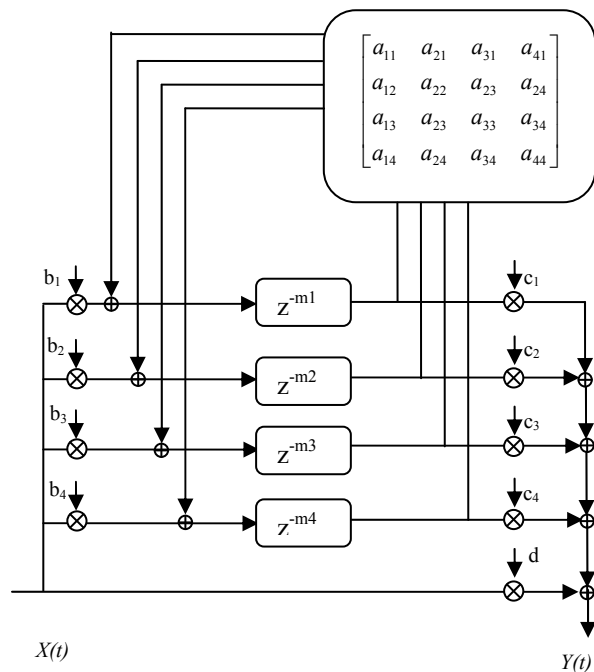 a11 a21 a31 a41
a12 a22 a23 a24
a13 a23 a33 a34
a14 a24 a34 a44
b1 z-m1 c1
b2 z-m2 c2
b3 z-m3 c3
b4 z-m4 c4
d
X(t) Y(t)